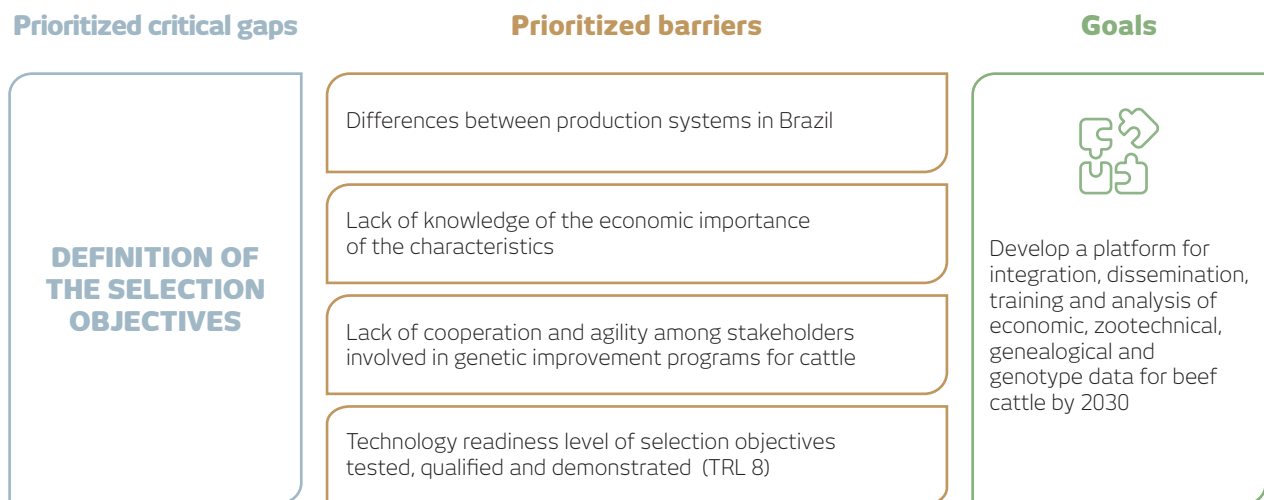 Prioritized critical gaps
Prioritized barriers
Goals
DEFINITION OF
THE SELECTION
OBJECTIVES
Differences between production systems in Brazil
Lack of knowledge of the economic importance
of the characteristics
Lack of cooperation and agility among stakeholders
involved in genetic improvement programs for cattle
Technology readiness level of selection objectives
tested, qualified and demonstrated (TRL 8)
Develop a platform for
integration, dissemination,
training and analysis of
economic, zootechnical,
genealogical and
genotype data for beef
cattle by 2030